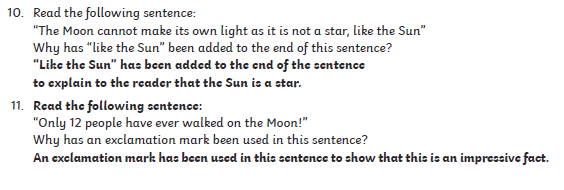 10. Read the following sentence:
“The Moon cannot make its own light as it is not a star, like the Sun”
Why has “like the Sun” been added to the end of this sentence?
“Like the Sun” has been added to the end of the sentence
to explain to the reader that the Sun is a star.
11. Read the following sentence:
“Only 12 people have ever walked on the Moon!”
Why has an exclamation mark been used in this sentence?
An exclamation mark has been used in this sentence to show that this is an impressive fact.